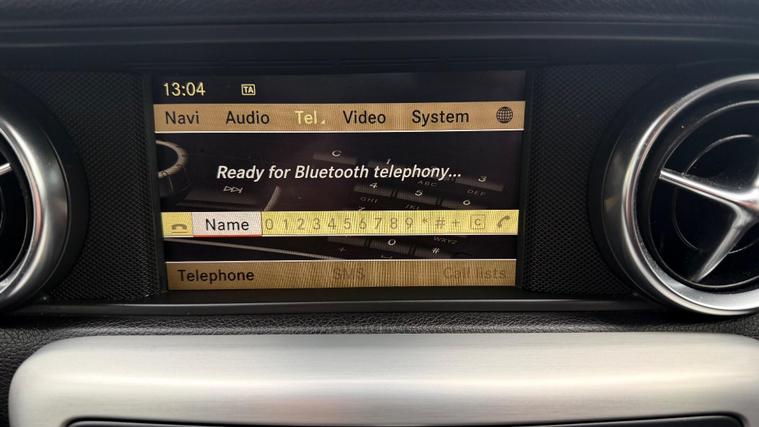 13:04 TA
Navi Audio Tel. Video System
Ready for Bluetooth telephony...
Name 0 1 2 3 4 5 6 7 8 9 * # + C
Telephone SMS Call lists